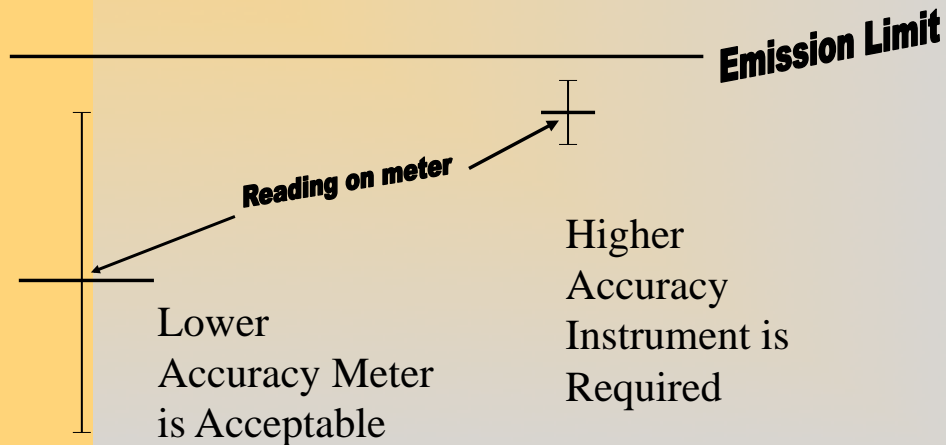 Emission Limit
Reading on meter
Higher
Accuracy
Instrument is
Required
Lower
Accuracy Meter
is Acceptable